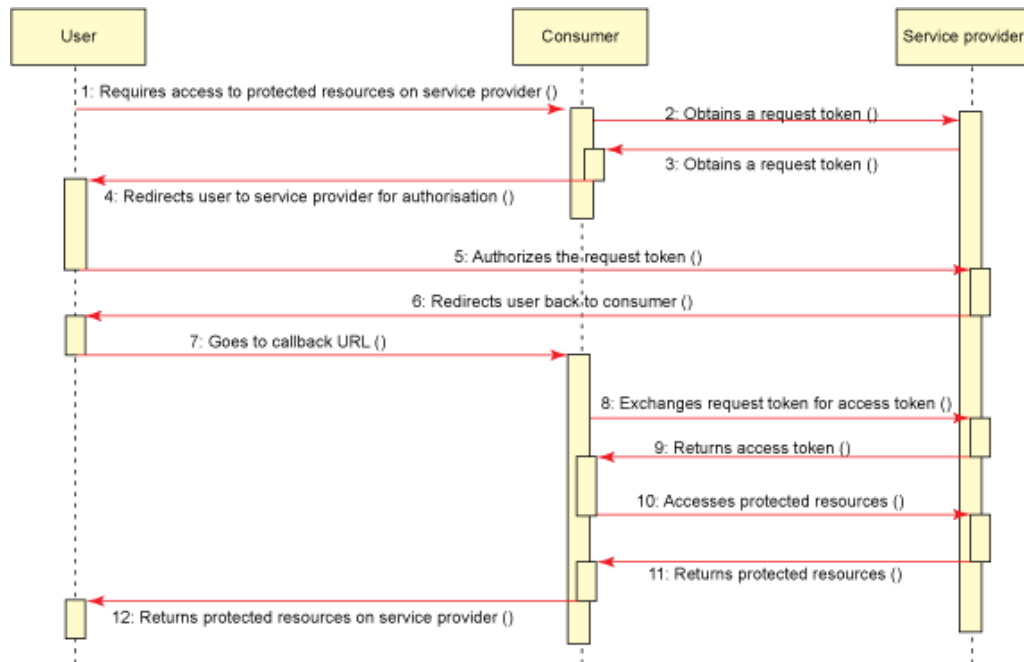 User
Consumer
Service provider
1: Requires access to protected resources on service provider ()
2: Obtains a request token ()
3: Obtains a request token ()
4: Redirects user to service provider for authorisation ()
5: Authorizes the request token ()
6: Redirects user back to consumer ()
7: Goes to callback URL ()
8: Exchanges request token for access token ()
9: Returns access token ()
10: Accesses protected resources ()
11: Returns protected resources ()
12: Returns protected resources on service provider ()